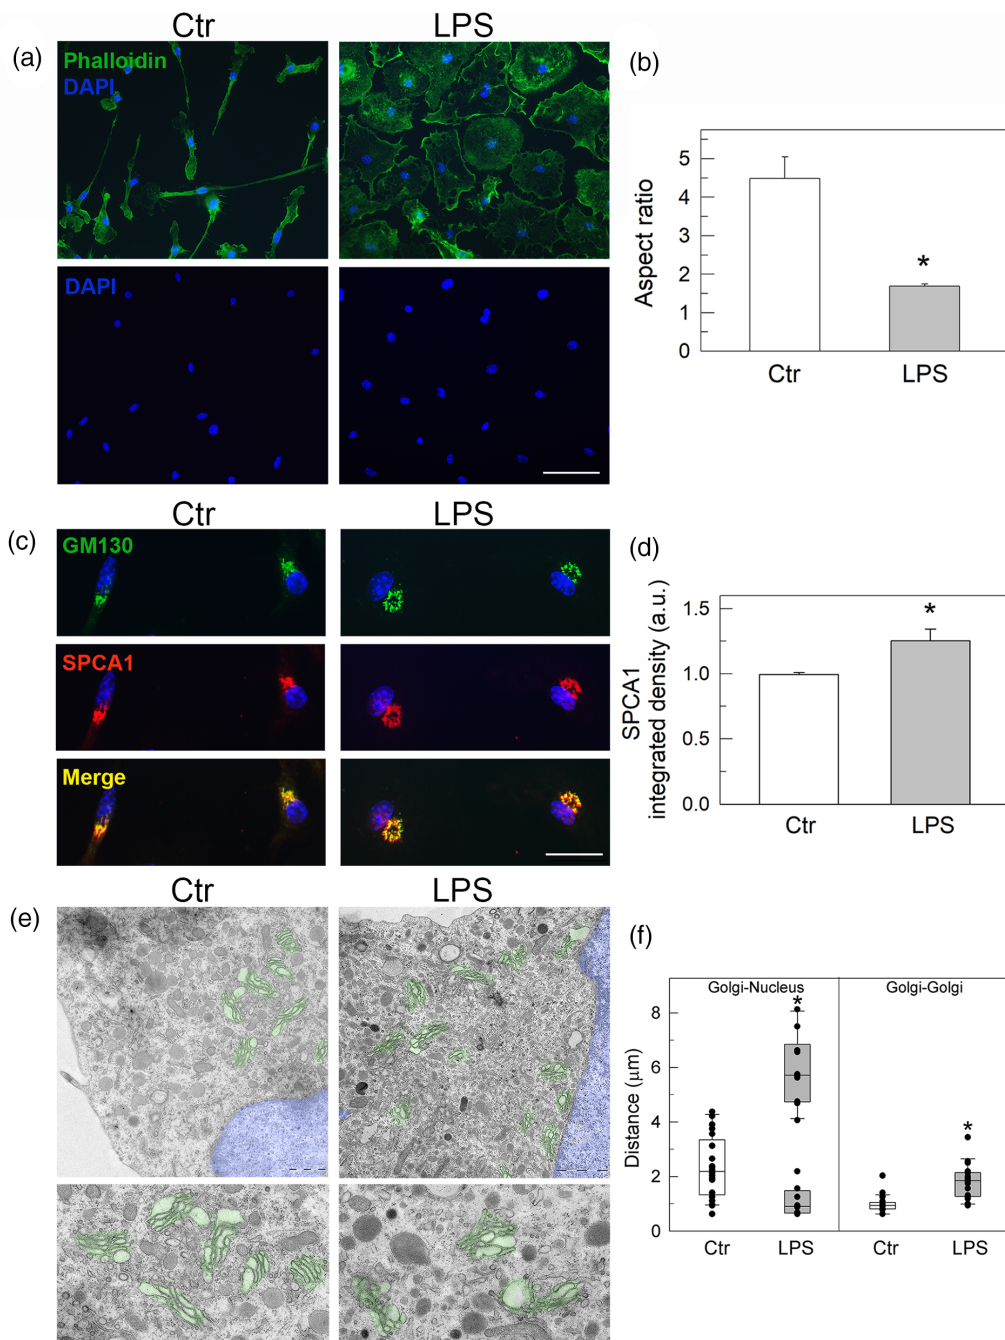 Ctr LPS
(a)
Phalloidin
DAPI
DAPI
(b)
Aspect ratio
5
4
3
2
1
0
*
Ctr LPS
Ctr LPS
(c)
GM130
SPCA1
Merge
(d)
SPCA1
integrated density (a.u.)
1.5
1.0
0.5
0.0
*
Ctr LPS
Ctr LPS
(e)
(f)
Golgi-Nucleus Golgi-Golgi
Distance (μm)
8
6
4
2
0
*
*
Ctr LPS Ctr LPS